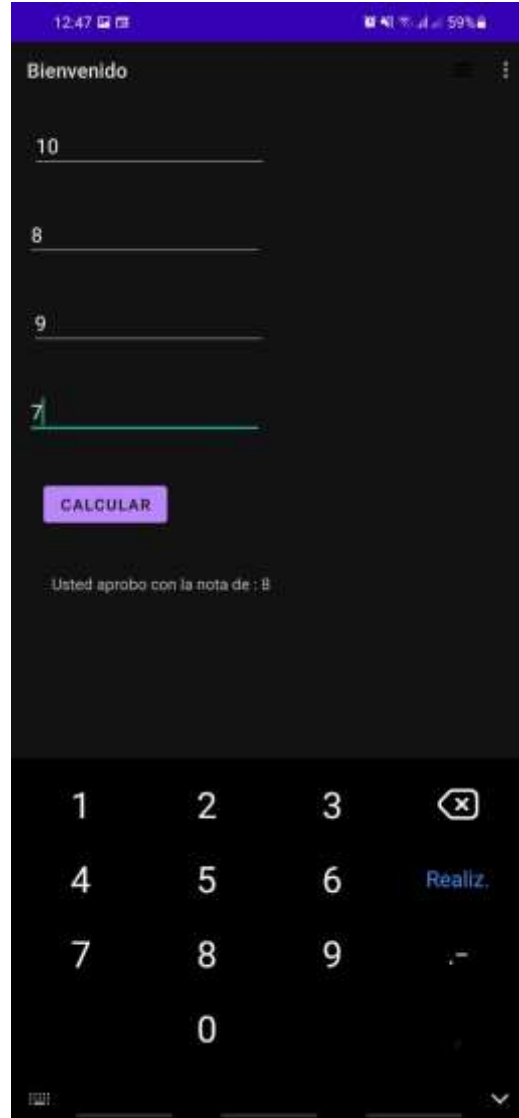 12:47 59%
Bienvenido
10
8
9
7
CALCULAR
Usted aprobo con la nota de : 8
1 2 3
4 5 6 Realiz.
7 8 9 .-
0